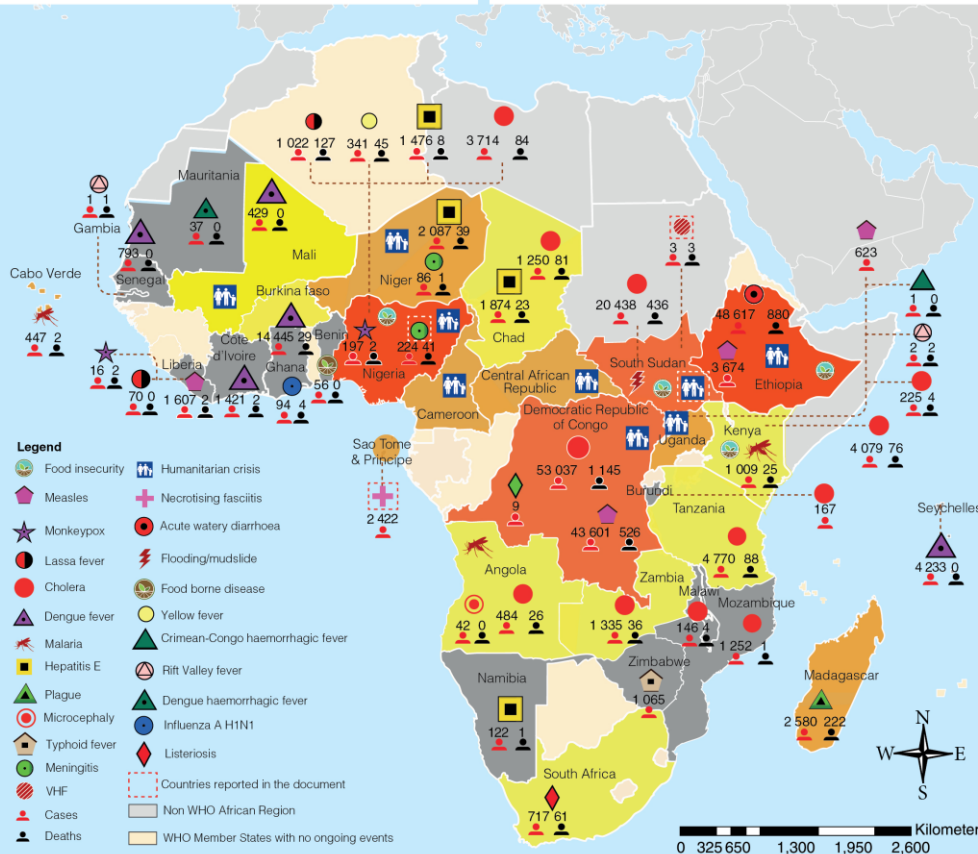 1 022 127
341 45
1 476 8
3 714 84
Mauritania
37 0
1 1
Gambia
793 0
Senegal
429 0
Mali
2 087 39
Niger
86 1
1 250 81
1 874 23
Chad
20 438 436
3 3
623
1 0
2 2
225 4
4 079 76
Cabo Verde
447 2
Burkina faso
14 445 29
Benin
Côte
d'Ivoire
Ghana
Liberia
16 2
70 0
1 607 2
1 421 2
94 4
56 0
197 2
224 41
Nigeria
Cameroon
Central African
Republic
South Sudan
48 617 880
3 674
Ethiopia
Democratic Republic
of Congo
53 037 1 145
9
43 601 526
Uganda
Kenya
1 009 25
Burundi
167
Tanzania
4 770 88
Sao Tome
& Principe
2 422
Seychelles
4 233 0
Angola
42 0
484 26
Zambia
1 335 36
Malawi
146 4
Mozambique
1 252 1
Zimbabwe
1 065
Namibia
122 1
South Africa
717 61
Madagascar
2 580 222
Legend
Food insecurity
Measles
Monkeypox
Lassa fever
Cholera
Dengue fever
Malaria
Hepatitis E
Plague
Microcephaly
Typhoid fever
Meningitis
VHF
Cases
Deaths
Humanitarian crisis
Necrotising fasciitis
Acute watery diarrhoea
Flooding/mudslide
Food borne disease
Yellow fever
Crimean-Congo haemorrhagic fever
Rift Valley fever
Dengue haemorrhagic fever
Influenza A H1N1
Listeriosis
Countries reported in the document
Non WHO African Region
WHO Member States with no ongoing events
N
W E
S
Kilometer
0 325 650 1,300 1,950 2,600